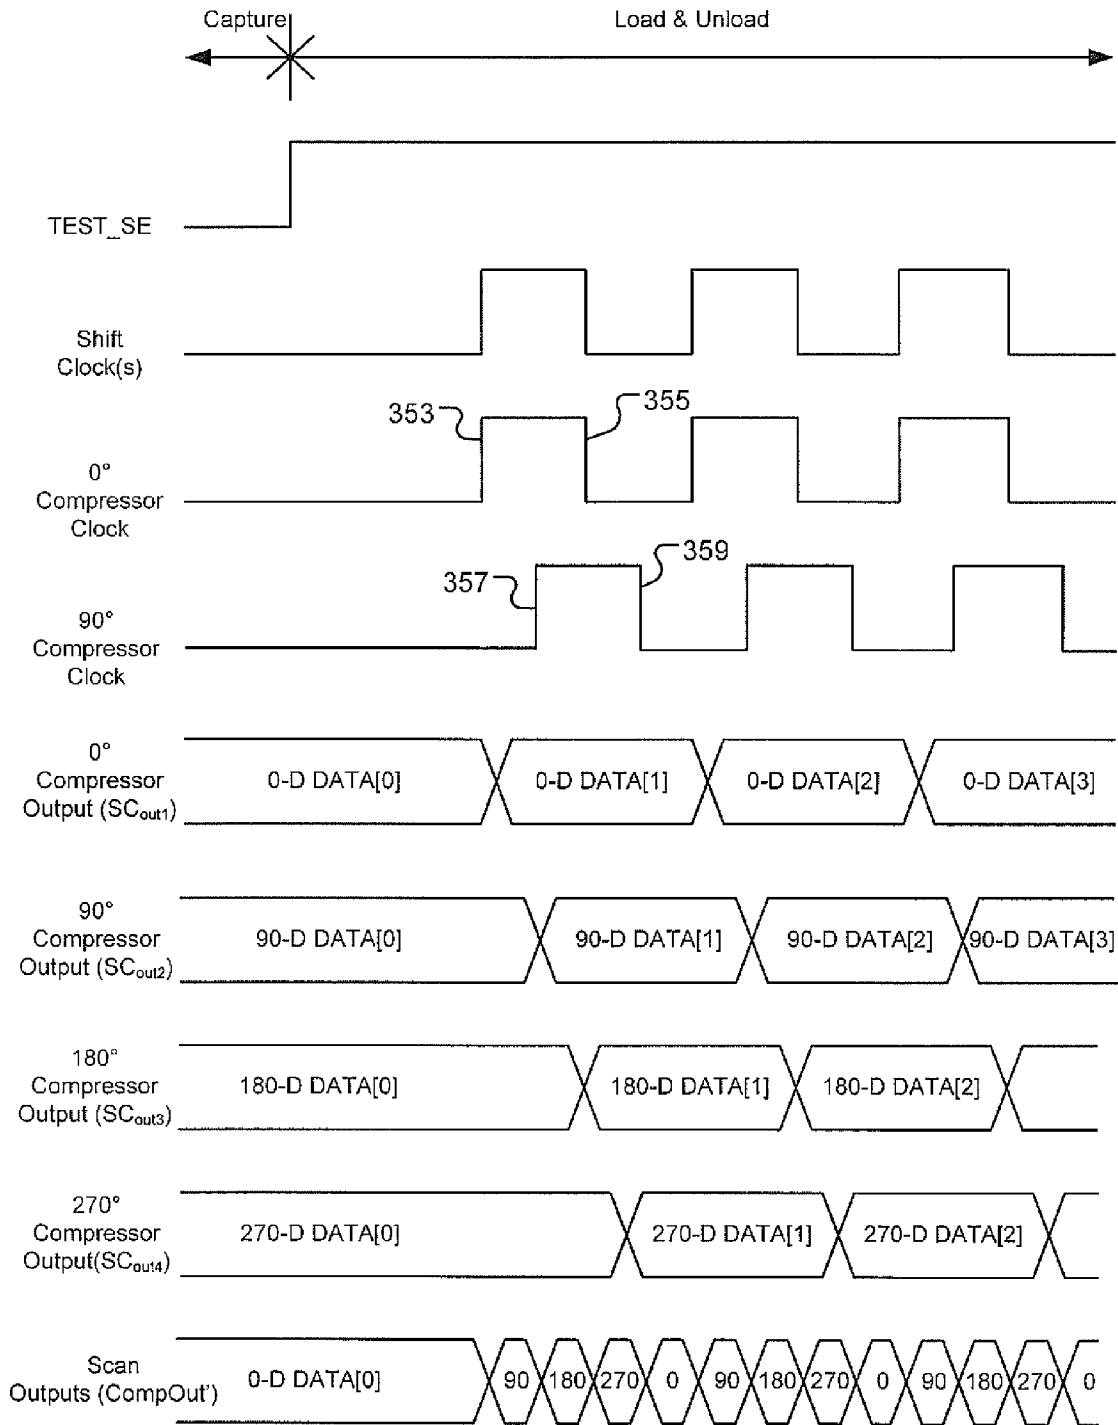 Capture Load & Unload
TEST_SE
Shift
Clock(s)
353 355
0°
Compressor
Clock
357 359
90°
Compressor
Clock
0°
Compressor
Output (SCout1)
0-D DATA[0] 0-D DATA[1] 0-D DATA[2] 0-D DATA[3]
90°
Compressor
Output (SCout2)
90-D DATA[0] 90-D DATA[1] 90-D DATA[2] 90-D DATA[3]
180°
Compressor
Output (SCout3)
180-D DATA[0] 180-D DATA[1] 180-D DATA[2]
270°
Compressor
Output(SCout4)
270-D DATA[0] 270-D DATA[1] 270-D DATA[2]
Scan
Outputs (CompOut')
0-D DATA[0] 90 180 270 0 90 180 270 0 90 180 270 0